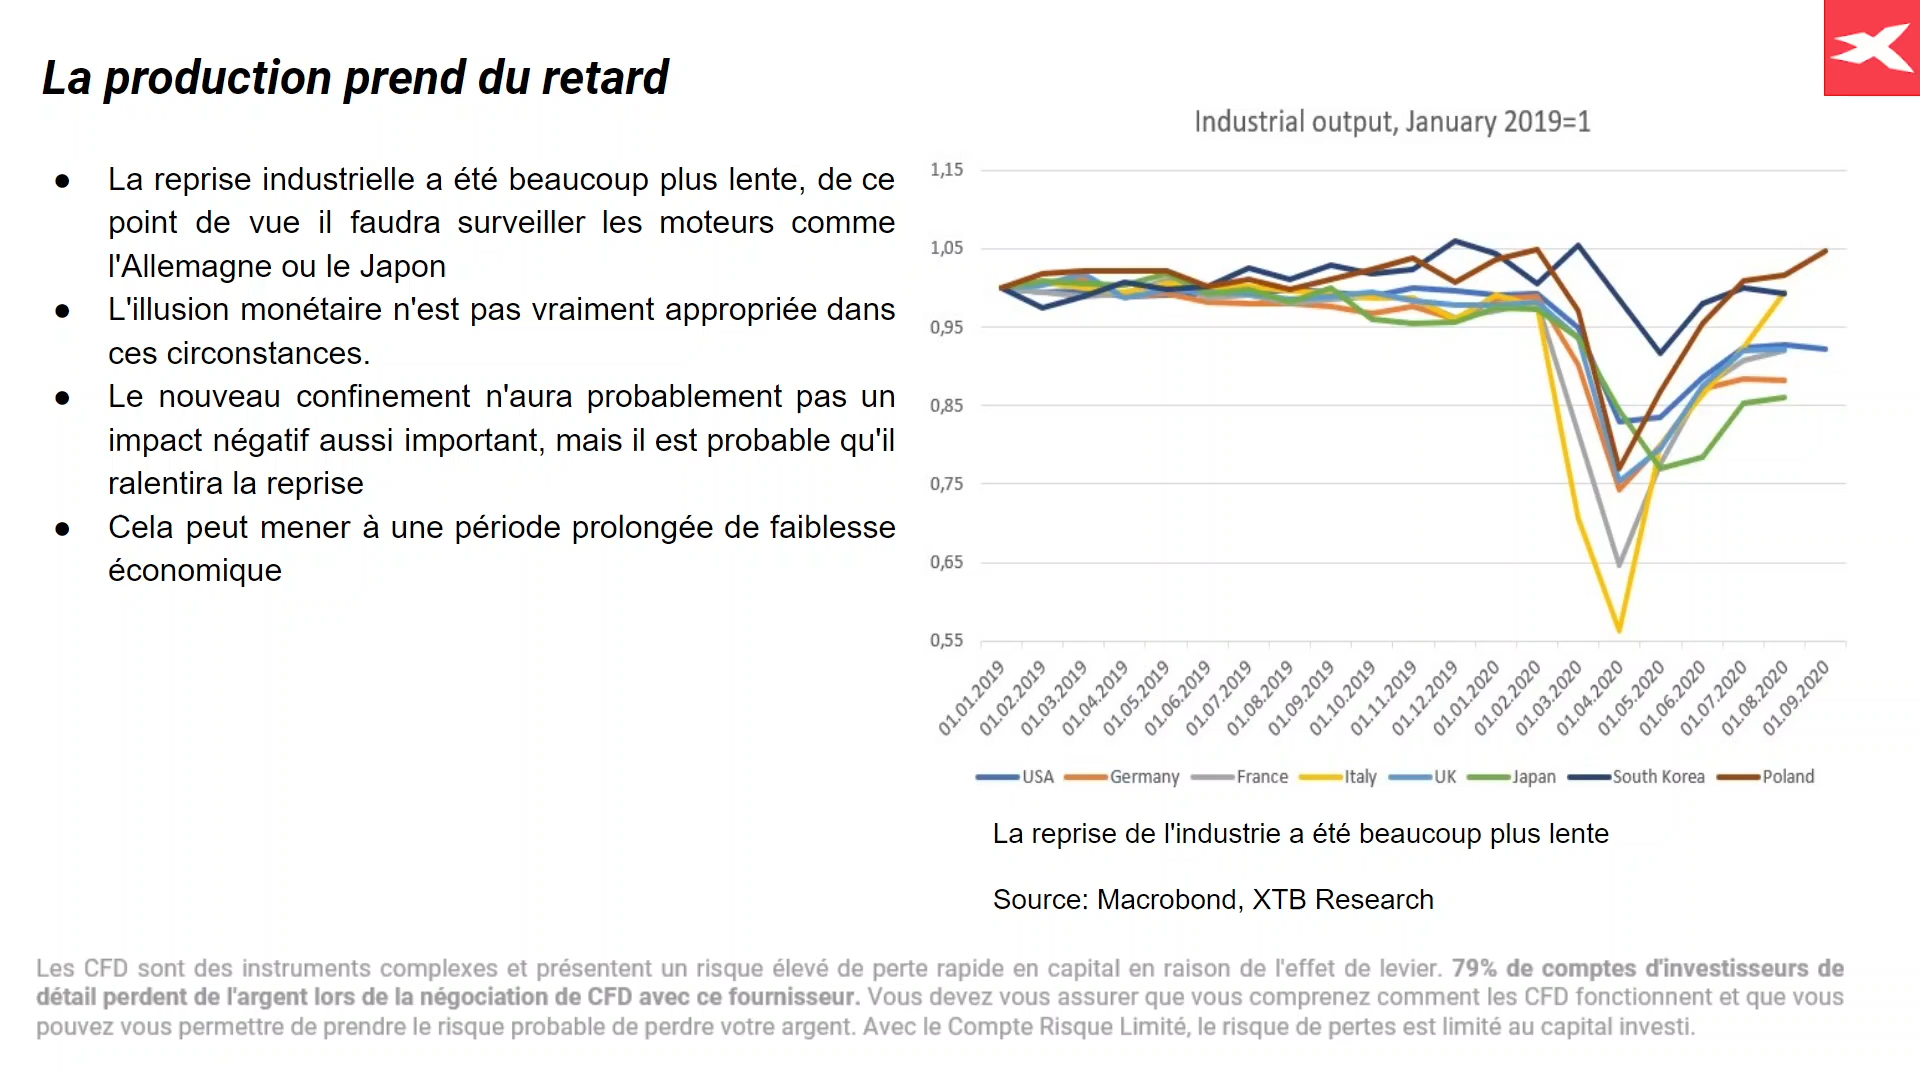 La production prend du retard
● La reprise industrielle a été beaucoup plus lente, de ce
point de vue il faudra surveiller les moteurs comme
l'Allemagne ou le Japon
● L'illusion monétaire n'est pas vraiment appropriée dans
ces circonstances.
● Le nouveau confinement n'aura probablement pas un
impact négatif aussi important, mais il est probable qu'il
ralentira la reprise
● Cela peut mener à une période prolongée de faiblesse
économique
Industrial output, January 2019=1
1,15
1,05
0,95
0,85
0,75
0,65
0,55
01.01.2019
01.02.2019
01.03.2019
01.04.2019
01.05.2019
01.06.2019
01.07.2019
01.08.2019
01.09.2019
01.10.2019
01.11.2019
01.12.2019
01.01.2020
01.02.2020
01.03.2020
01.04.2020
01.05.2020
01.06.2020
01.07.2020
01.08.2020
01.09.2020
USA Germany France Italy UK Japan South Korea Poland
La reprise de l'industrie a été beaucoup plus lente
Source: Macrobond, XTB Research
Les CFD sont des instruments complexes et présentent un risque élevé de perte rapide en capital en raison de l'effet de levier. 79% de comptes d'investisseurs de
détail perdent de l'argent lors de la négociation de CFD avec ce fournisseur. Vous devez vous assurer que vous comprenez comment les CFD fonctionnent et que vous
pouvez vous permettre de prendre le risque probable de perdre votre argent. Avec le Compte Risque Limité, le risque de pertes est limité au capital investi.